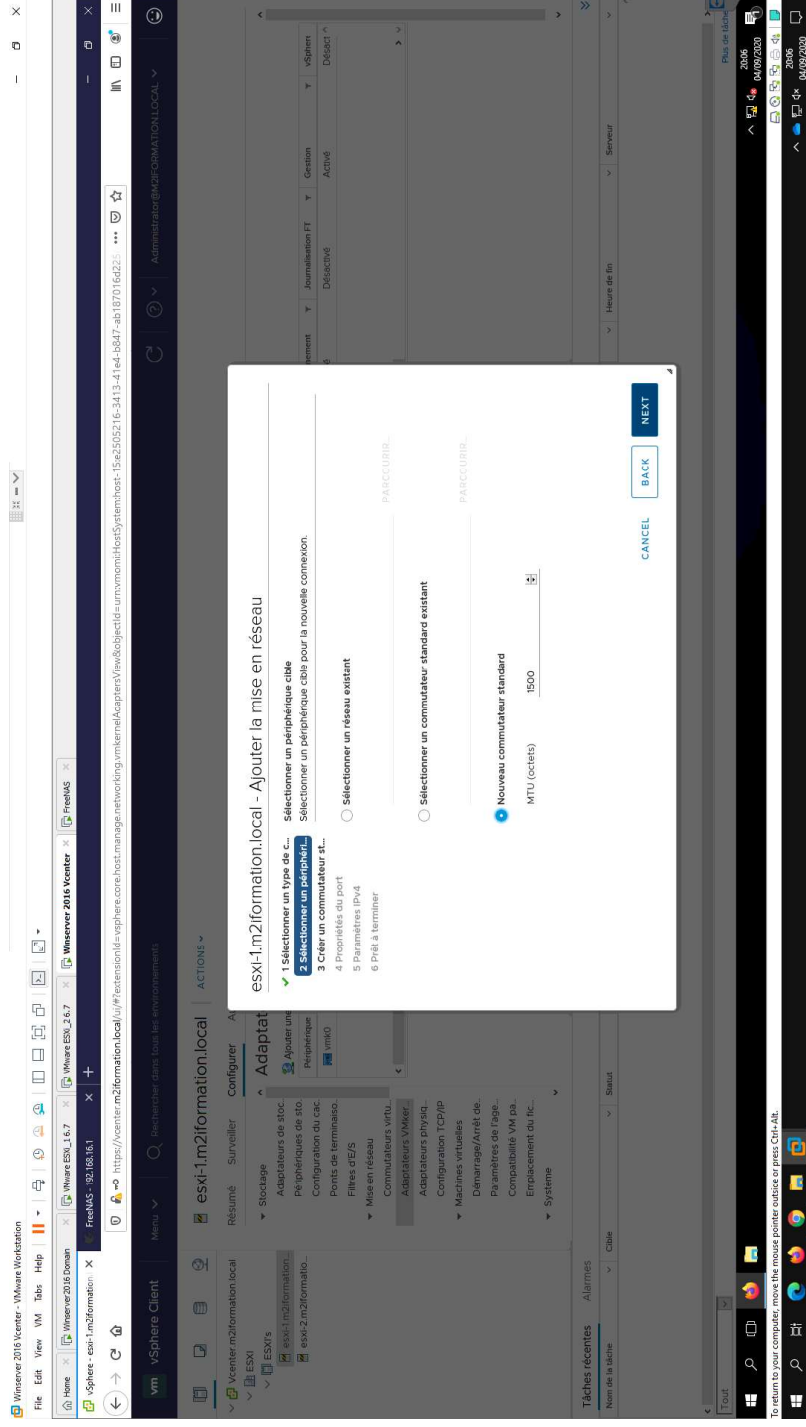 Winserver 2016 Vcenter - VMware Workstation
File Edit View VM Tabs Help
Home
Winserver 2016 Domain
VMware ESXi_1 6.7
VMware ESXi_2 6.7
Winserver 2016 Vcenter
FreeNAS
vSphere - esxi-1.m2iformation
FreeNAS - 192.168.16.1
https://vcenter.m2iformation.local/ui/#?extensionId=vsphere.core.host.manage.networking.vmkernelAdaptersView&objectId=urn:vmomi:HostSystem:host-15:e2505216-3413-41e4-b847-ab187016d225
vm vSphere Client Menu Rechercher dans tous les environnements Administrator@M2IFORMATION.LOCAL
Vcenter.m2iformation.local
ESXI
ESXI's
esxi-1.m2iformation...
esxi-2.m2iformatio...
esxi-1.m2iformation.local ACTIONS
Résumé Surveiller Configurer
Stockage
Adaptateurs de stoc...
Périphériques de sto...
Configuration du cac...
Points de terminaiso...
Filtres d'E/S
Mise en réseau
Commutateurs virtu...
Adaptateurs VMker...
Adaptateurs physiq...
Configuration TCP/IP
Machines virtuelles
Démarrage/Arrêt de...
Paramètres de l'age...
Compatibilité VM pa...
Emplacement du fic...
Système
Adaptat
Ajouter une
Périphérique
vmk0
nement Journalisation FT Gestion vSpheri
Désactivé Activé Désact
esxi-1.m2iformation.local - Ajouter la mise en réseau
1 Sélectionner un type de c...
2 Sélectionner un périphéri...
3 Créer un commutateur st...
4 Propriétés du port
5 Paramètres IPv4
6 Prêt à terminer
Sélectionner un périphérique cible
Sélectionner un périphérique cible pour la nouvelle connexion.
Sélectionner un réseau existant
PARCOURIR...
Sélectionner un commutateur standard existant
PARCOURIR...
Nouveau commutateur standard
MTU (octets) 1500
CANCEL BACK NEXT
Tâches récentes Alarmes
Nom de la tâche Cible Statut Heure de fin Serveur
Tout
Plus de tâche
20:06
04/09/2020
To return to your computer, move the mouse pointer outside or press Ctrl+Alt.
20:06
04/09/2020